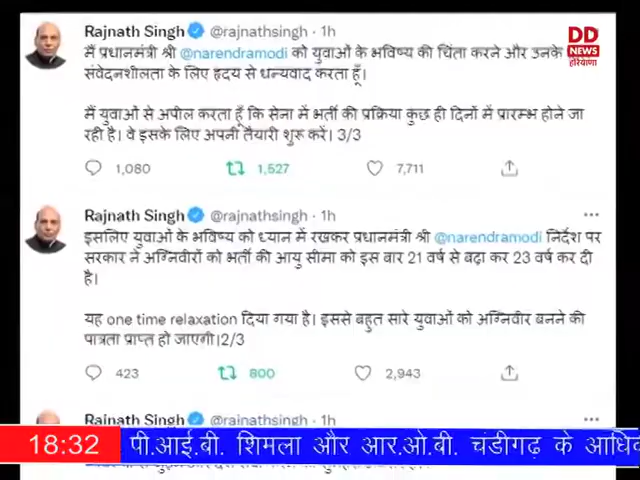 Rajnath Singh @rajnathsingh · 1h
मैं प्रधानमंत्री श्री @narendramodi को युवाओं के भविष्य की चिंता करने और उनके
संवेदनशीलता के लिए ह्रदय से धन्यवाद करता हूँ।
मैं युवाओं से अपील करता हूँ कि सेना में भर्ती की प्रक्रिया कुछ ही दिनों में प्रारम्भ होने जा
रही है। वे इसके लिए अपनी तैयारी शुरू करें। 3/3
1,080 1,527 7,711
DD
NEWS
हरियाणा
Rajnath Singh @rajnathsingh · 1h
इसलिए युवाओं के भविष्य को ध्यान में रखकर प्रधानमंत्री श्री @narendramodi निर्देश पर
सरकार ने अग्निवीरों को भर्ती की आयु सीमा को इस बार 21 वर्ष से बढ़ा कर 23 वर्ष कर दी
है।
यह one time relaxation दिया गया है। इससे बहुत सारे युवाओं को अग्निवीर बनने की
पात्रता प्राप्त हो जाएगी।2/3
423 800 2,943
Rajnath Singh @rajnathsingh · 1h
18:32 पी.आई.बी. शिमला और आर.ओ.बी. चंडीगढ़ के